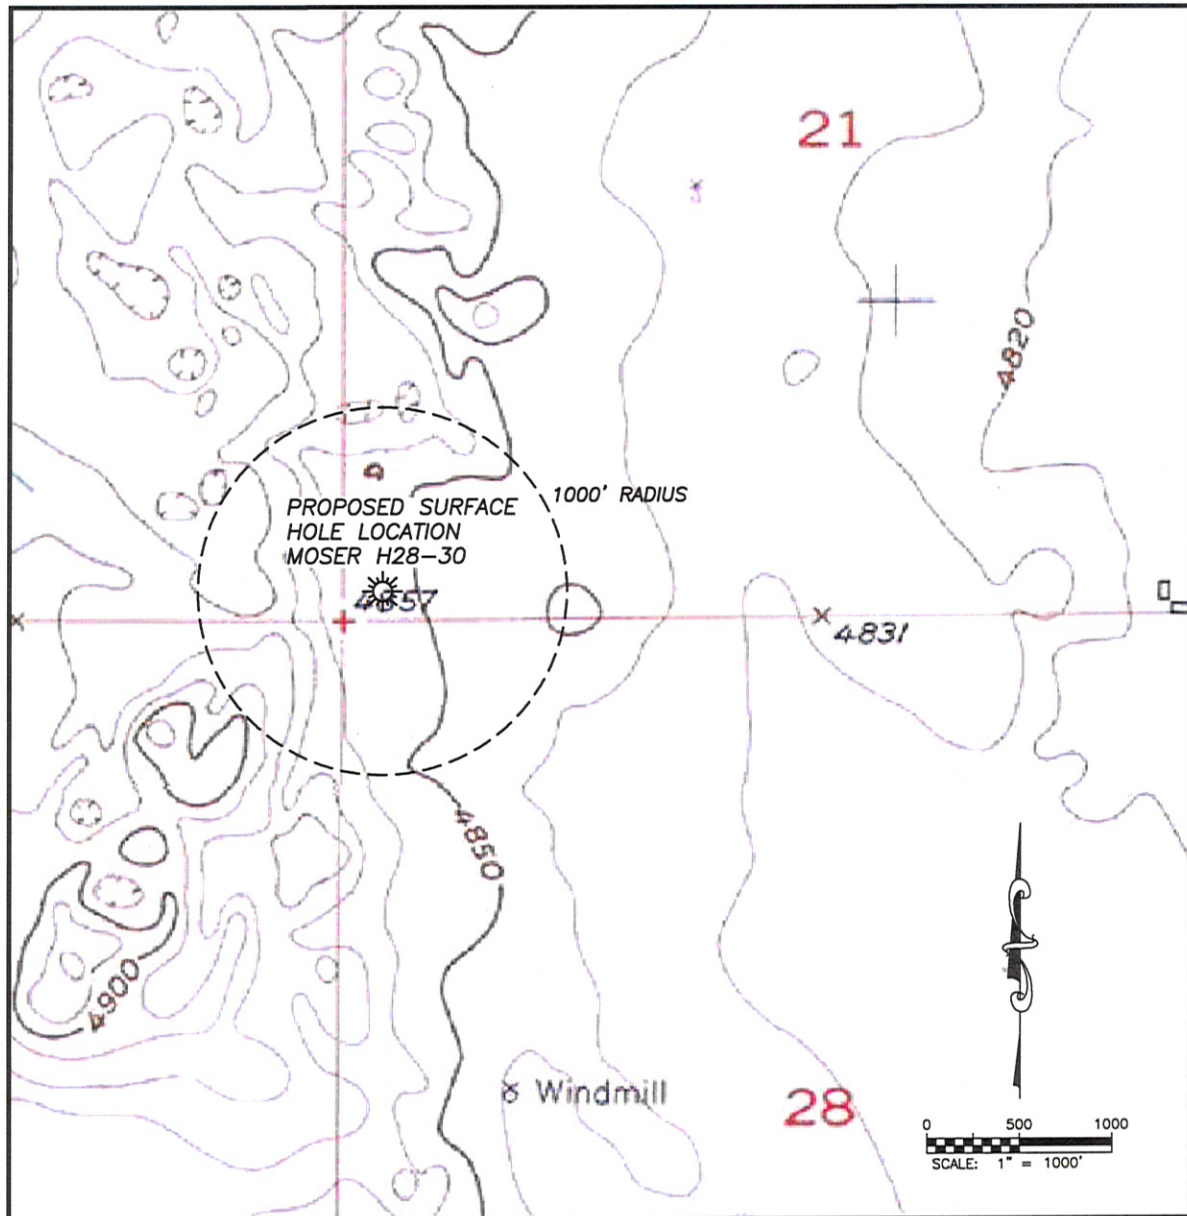 21
4820
1000' RADIUS
PROPOSED SURFACE
HOLE LOCATION
MOSER H28-30
4831
4850
4900
Windmill
28
0 500 1000
SCALE: 1" = 1000'